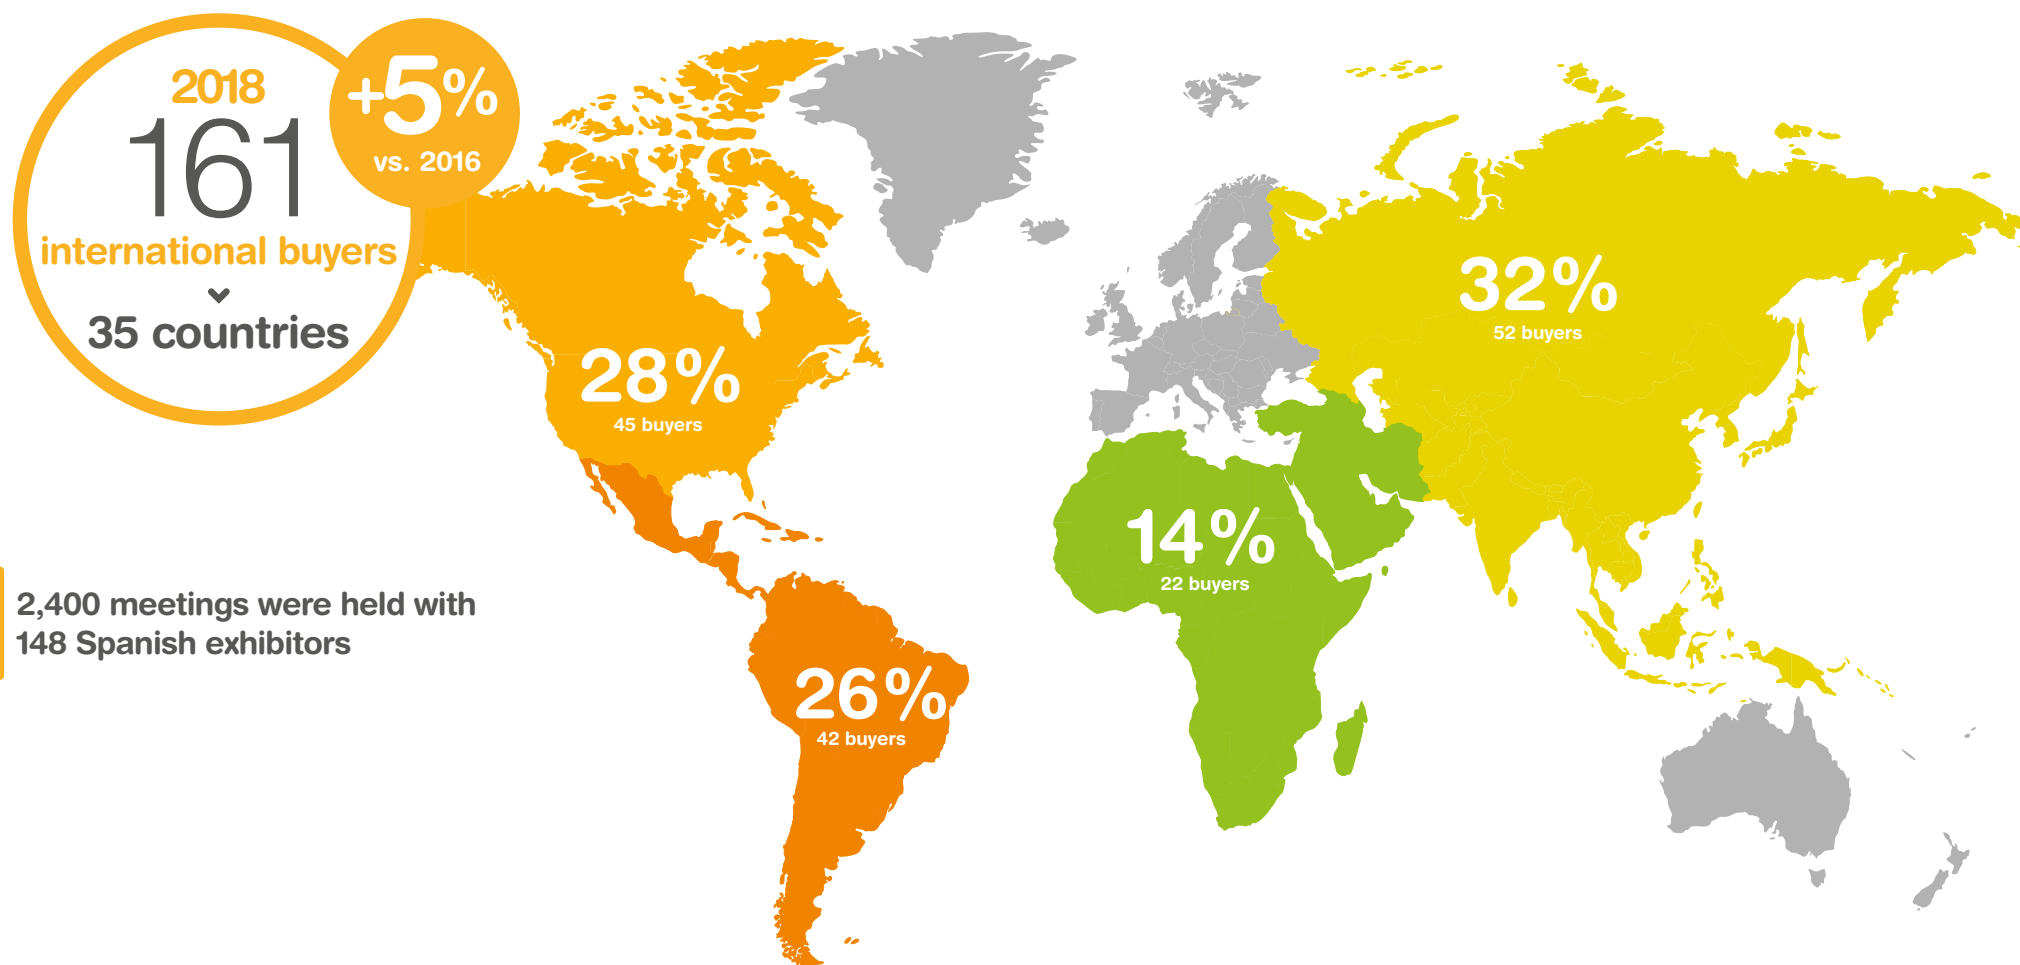 2018
161
international buyers
35 countries
+5%
vs. 2016
28%
45 buyers
32%
52 buyers
14%
22 buyers
26%
42 buyers
2,400 meetings were held with
148 Spanish exhibitors